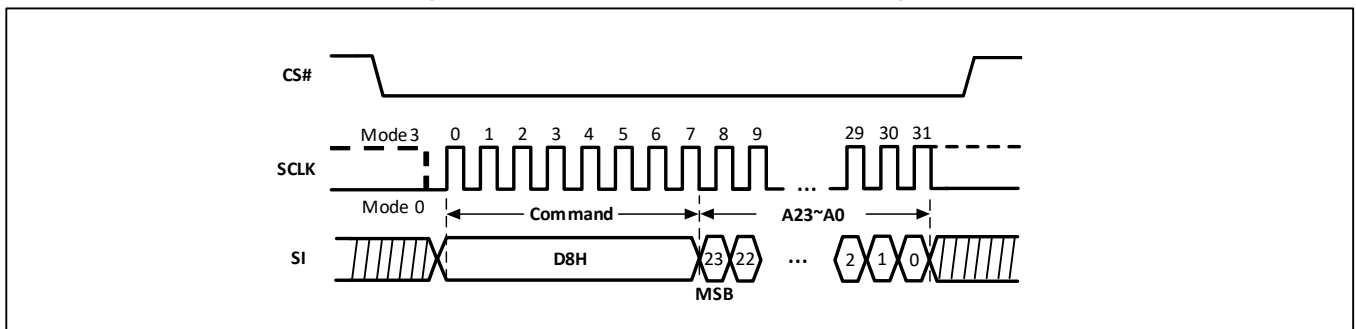 CS#
Mode 3 0 1 2 3 4 5 6 7 8 9 29 30 31
SCLK ...
Mode 0 Command A23~A0
SI D8H 23 22 ... 2 1 0
MSB